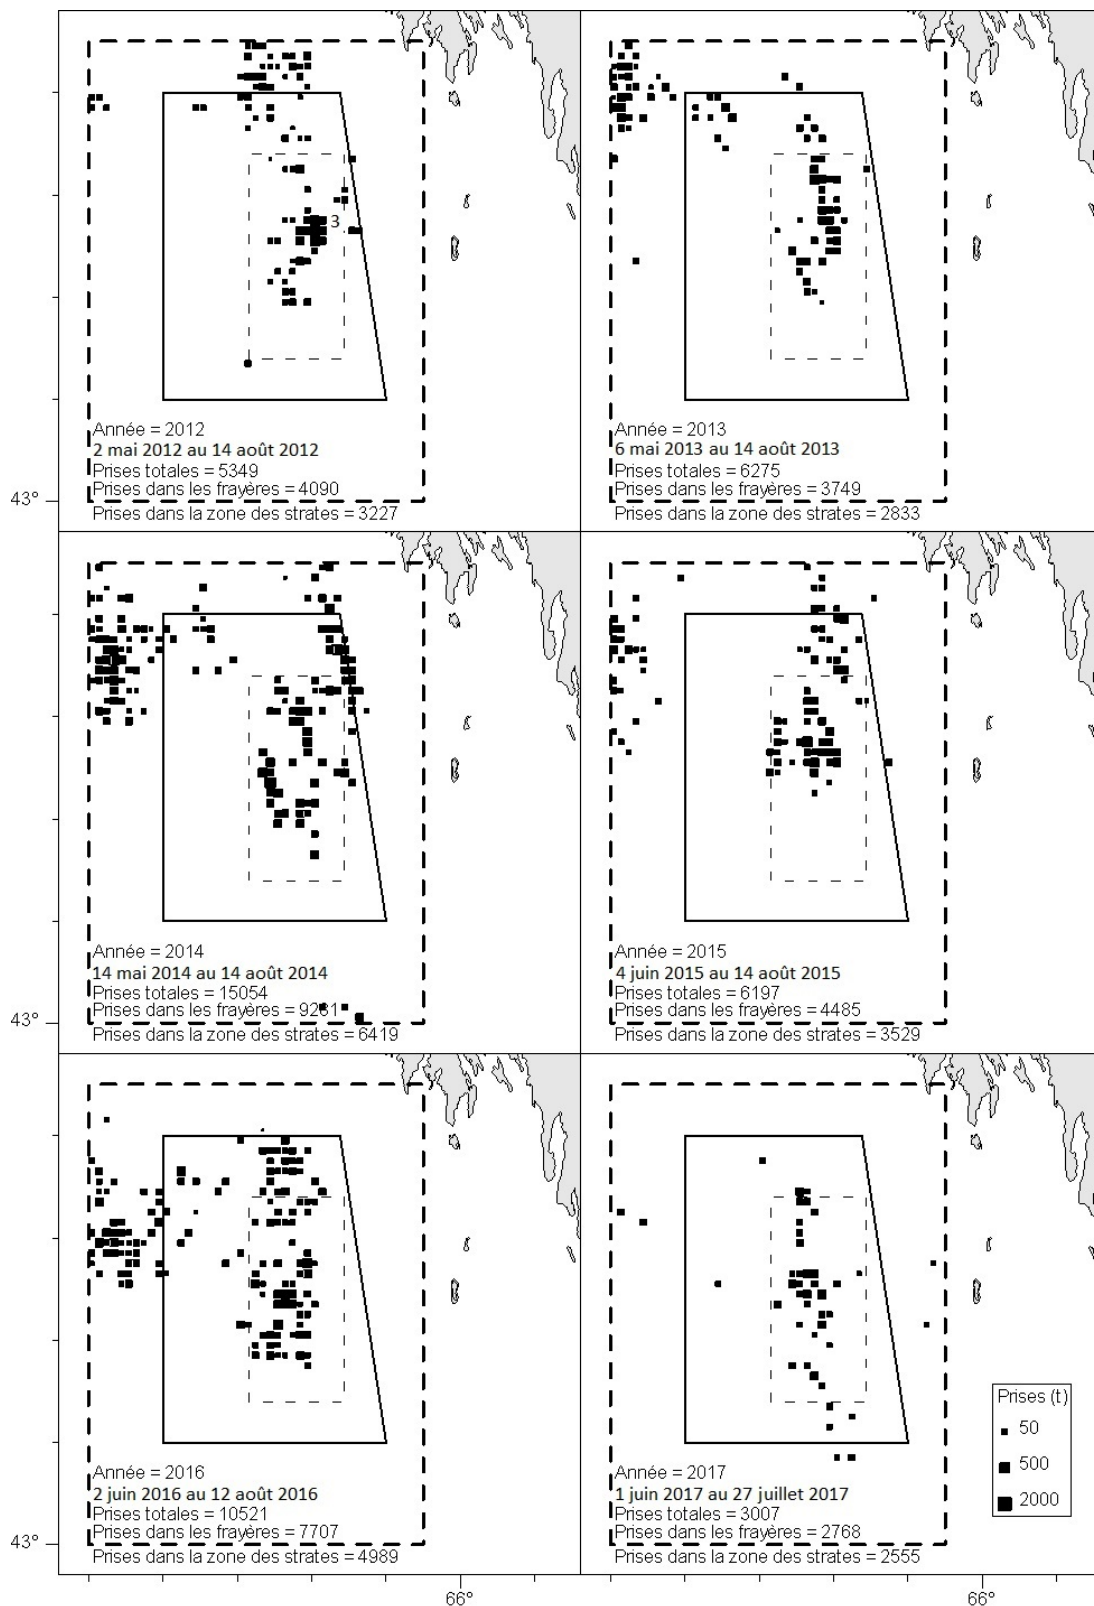 3
Année = 2012
2 mai 2012 au 14 août 2012
Prises totales = 5349
Prises dans les frayères = 4090
Prises dans la zone des strates = 3227
43°
Année = 2013
6 mai 2013 au 14 août 2013
Prises totales = 6275
Prises dans les frayères = 3749
Prises dans la zone des strates = 2833
Année = 2014
14 mai 2014 au 14 août 2014
Prises totales = 15054
Prises dans les frayères =
Prises dans la zone des strates = 6419
43°
Année = 2015
4 juin 2015 au 14 août 2015
Prises totales = 6197
Prises dans les frayères = 4485
Prises dans la zone des strates = 3529
Année = 2016
2 juin 2016 au 12 août 2016
Prises totales = 10521
Prises dans les frayères = 7707
Prises dans la zone des strates = 4989
43°
Année = 2017
1 juin 2017 au 27 juillet 2017
Prises totales = 3007
Prises dans les frayères = 2768
Prises dans la zone des strates = 2555
Prises (t)
50
500
2000
66°
66°